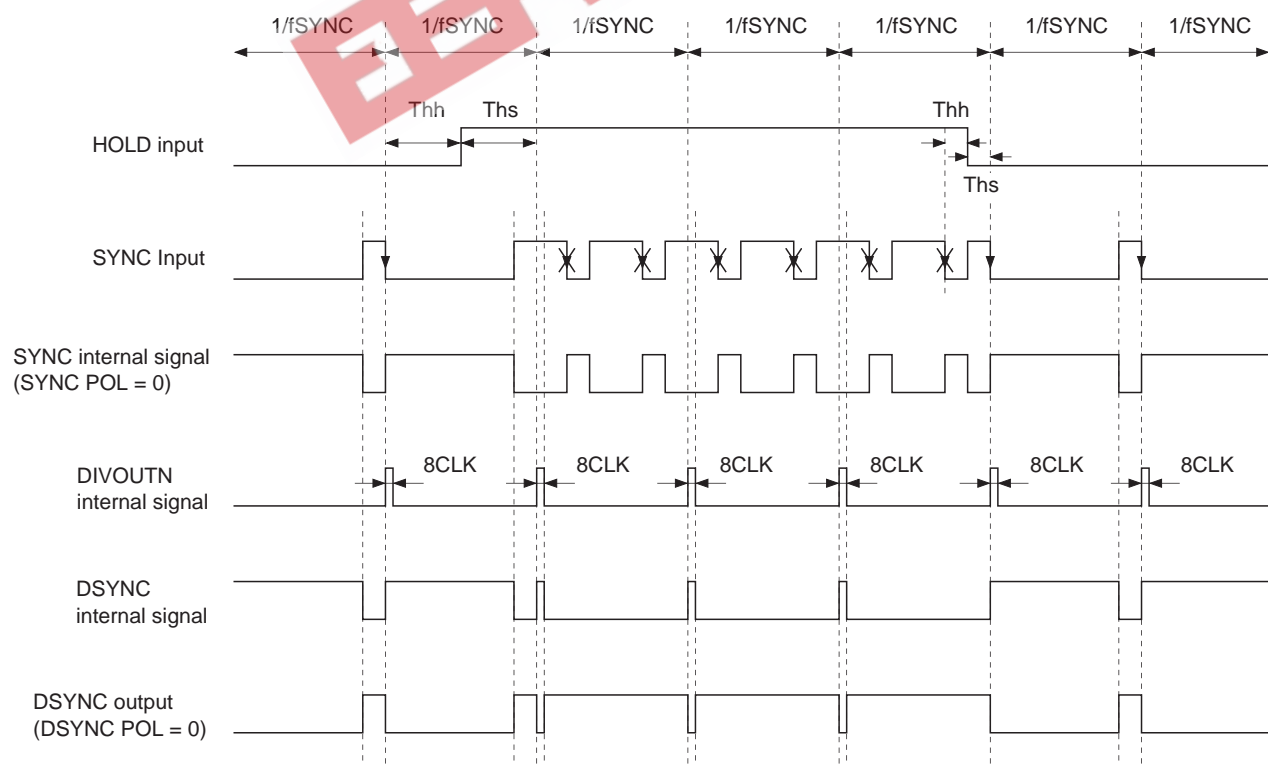 1/fSYNC 1/fSYNC 1/fSYNC 1/fSYNC 1/fSYNC 1/fSYNC 1/fSYNC
Thh Ths Thh
HOLD input
Ths
SYNC Input
SYNC internal signal
(SYNC POL = 0)
8CLK 8CLK 8CLK 8CLK 8CLK 8CLK
DIVOUTN
internal signal
DSYNC
internal signal
DSYNC output
(DSYNC POL = 0)